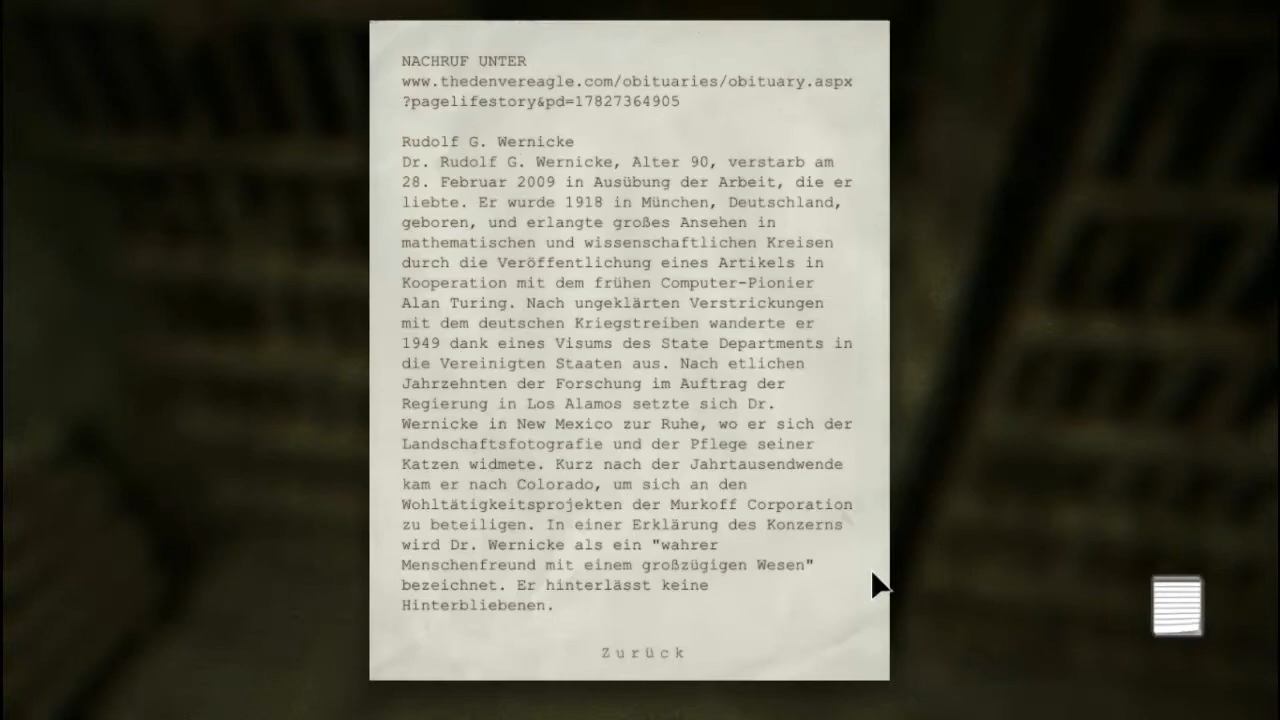 NACHRUF UNTER
www.thedenvereagle.com/obituaries/obituary.aspx
?pagelifestory&pd=17827364905
Rudolf G. Wernicke
Dr. Rudolf G. Wernicke, Alter 90, verstarb am
28. Februar 2009 in Ausübung der Arbeit, die er
liebte. Er wurde 1918 in München, Deutschland,
geboren, und erlangte großes Ansehen in
mathematischen und wissenschaftlichen Kreisen
durch die Veröffentlichung eines Artikels in
Kooperation mit dem frühen Computer-Pionier
Alan Turing. Nach ungeklärten Verstrickungen
mit dem deutschen Kriegstreiben wanderte er
1949 dank eines Visums des State Departments in
die Vereinigten Staaten aus. Nach etlichen
Jahrzehnten der Forschung im Auftrag der
Regierung in Los Alamos setzte sich Dr.
Wernicke in New Mexico zur Ruhe, wo er sich der
Landschaftsfotografie und der Pflege seiner
Katzen widmete. Kurz nach der Jahrtausendwende
kam er nach Colorado, um sich an den
Wohltätigkeitsprojekten der Murkoff Corporation
zu beteiligen. In einer Erklärung des Konzerns
wird Dr. Wernicke als ein "wahrer
Menschenfreund mit einem großzügigen Wesen"
bezeichnet. Er hinterlässt keine
Hinterbliebenen.
Zurück